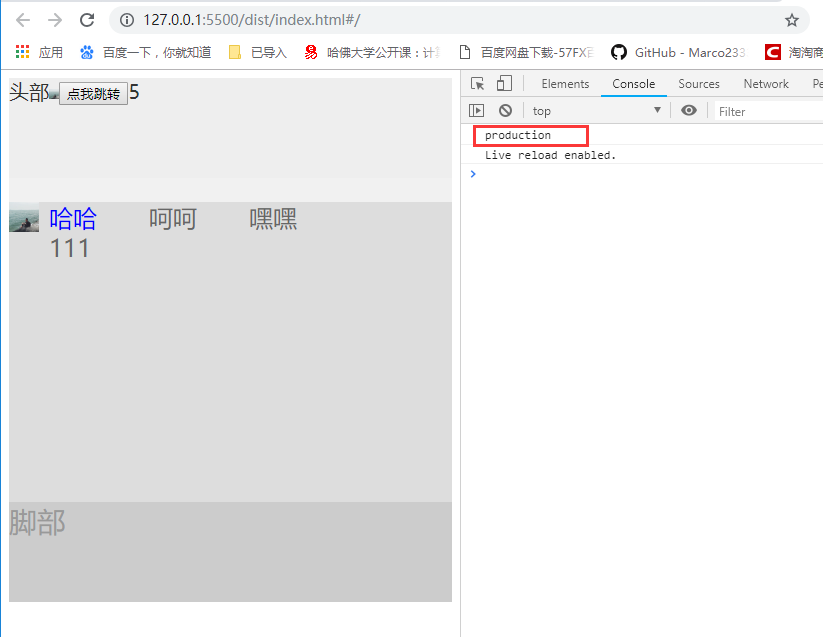 127.0.0.1:5500/dist/index.html#/
应用 百度一下，你就知道 已导入 哈佛大学公开课：计 百度网盘下载-57FX GitHub - Marco233 淘淘商
头部 点我跳转 5
Elements Console Sources Network Pe
top Filter
production
Live reload enabled.
哈哈 呵呵 嘿嘿
111
脚部